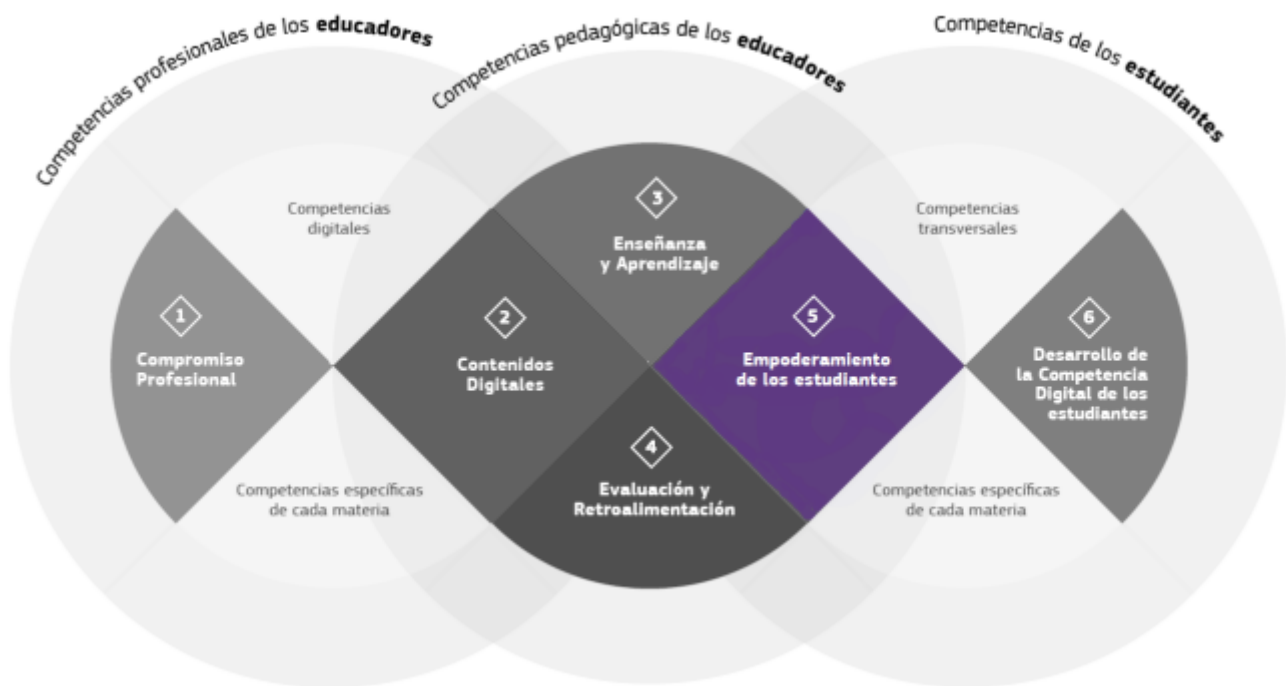 Competencias profesionales de los educadores
Competencias pedagógicas de los educadores
Competencias de los estudiantes
Competencias
digitales
Competencias
transversales
3
Enseñanza
y Aprendizaje
1
Compromiso
Profesional
2
Contenidos
Digitales
5
Empoderamiento
de los estudiantes
6
Desarrollo de
la Competencia
Digital de los
estudiantes
4
Evaluación y
Retroalimentación
Competencias específicas
de cada materia
Competencias específicas
de cada materia